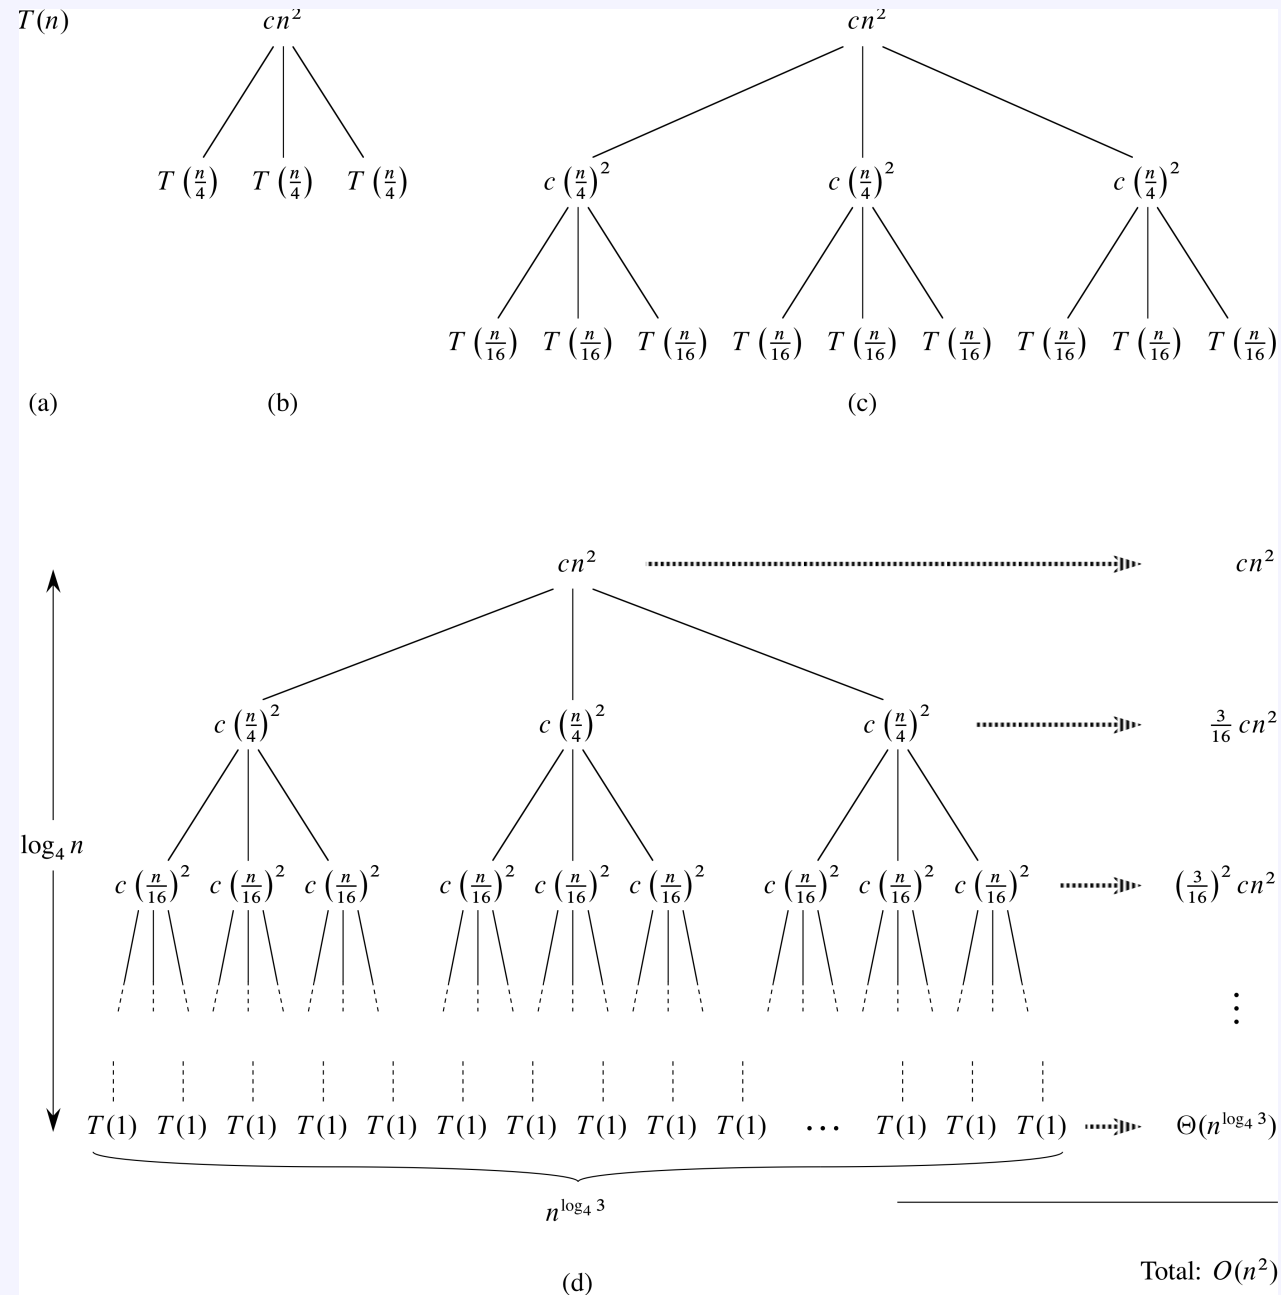 T(n) cn² cn²
T(n/4) T(n/4) T(n/4) c(n/4)² c(n/4)² c(n/4)²
T(n/16) T(n/16) T(n/16) T(n/16) T(n/16) T(n/16) T(n/16) T(n/16) T(n/16)
(a) (b) (c)
cn² cn²
c(n/4)² c(n/4)² c(n/4)² 3/16 cn²
log₄ n
c(n/16)² c(n/16)² c(n/16)² c(n/16)² c(n/16)² c(n/16)² c(n/16)² c(n/16)² c(n/16)² (3/16)² cn²
⋮
T(1) T(1) T(1) T(1) T(1) T(1) T(1) T(1) T(1) T(1) … T(1) T(1) T(1) Θ(n^(log₄ 3))
n^(log₄ 3)
Total: O(n²)
(d)